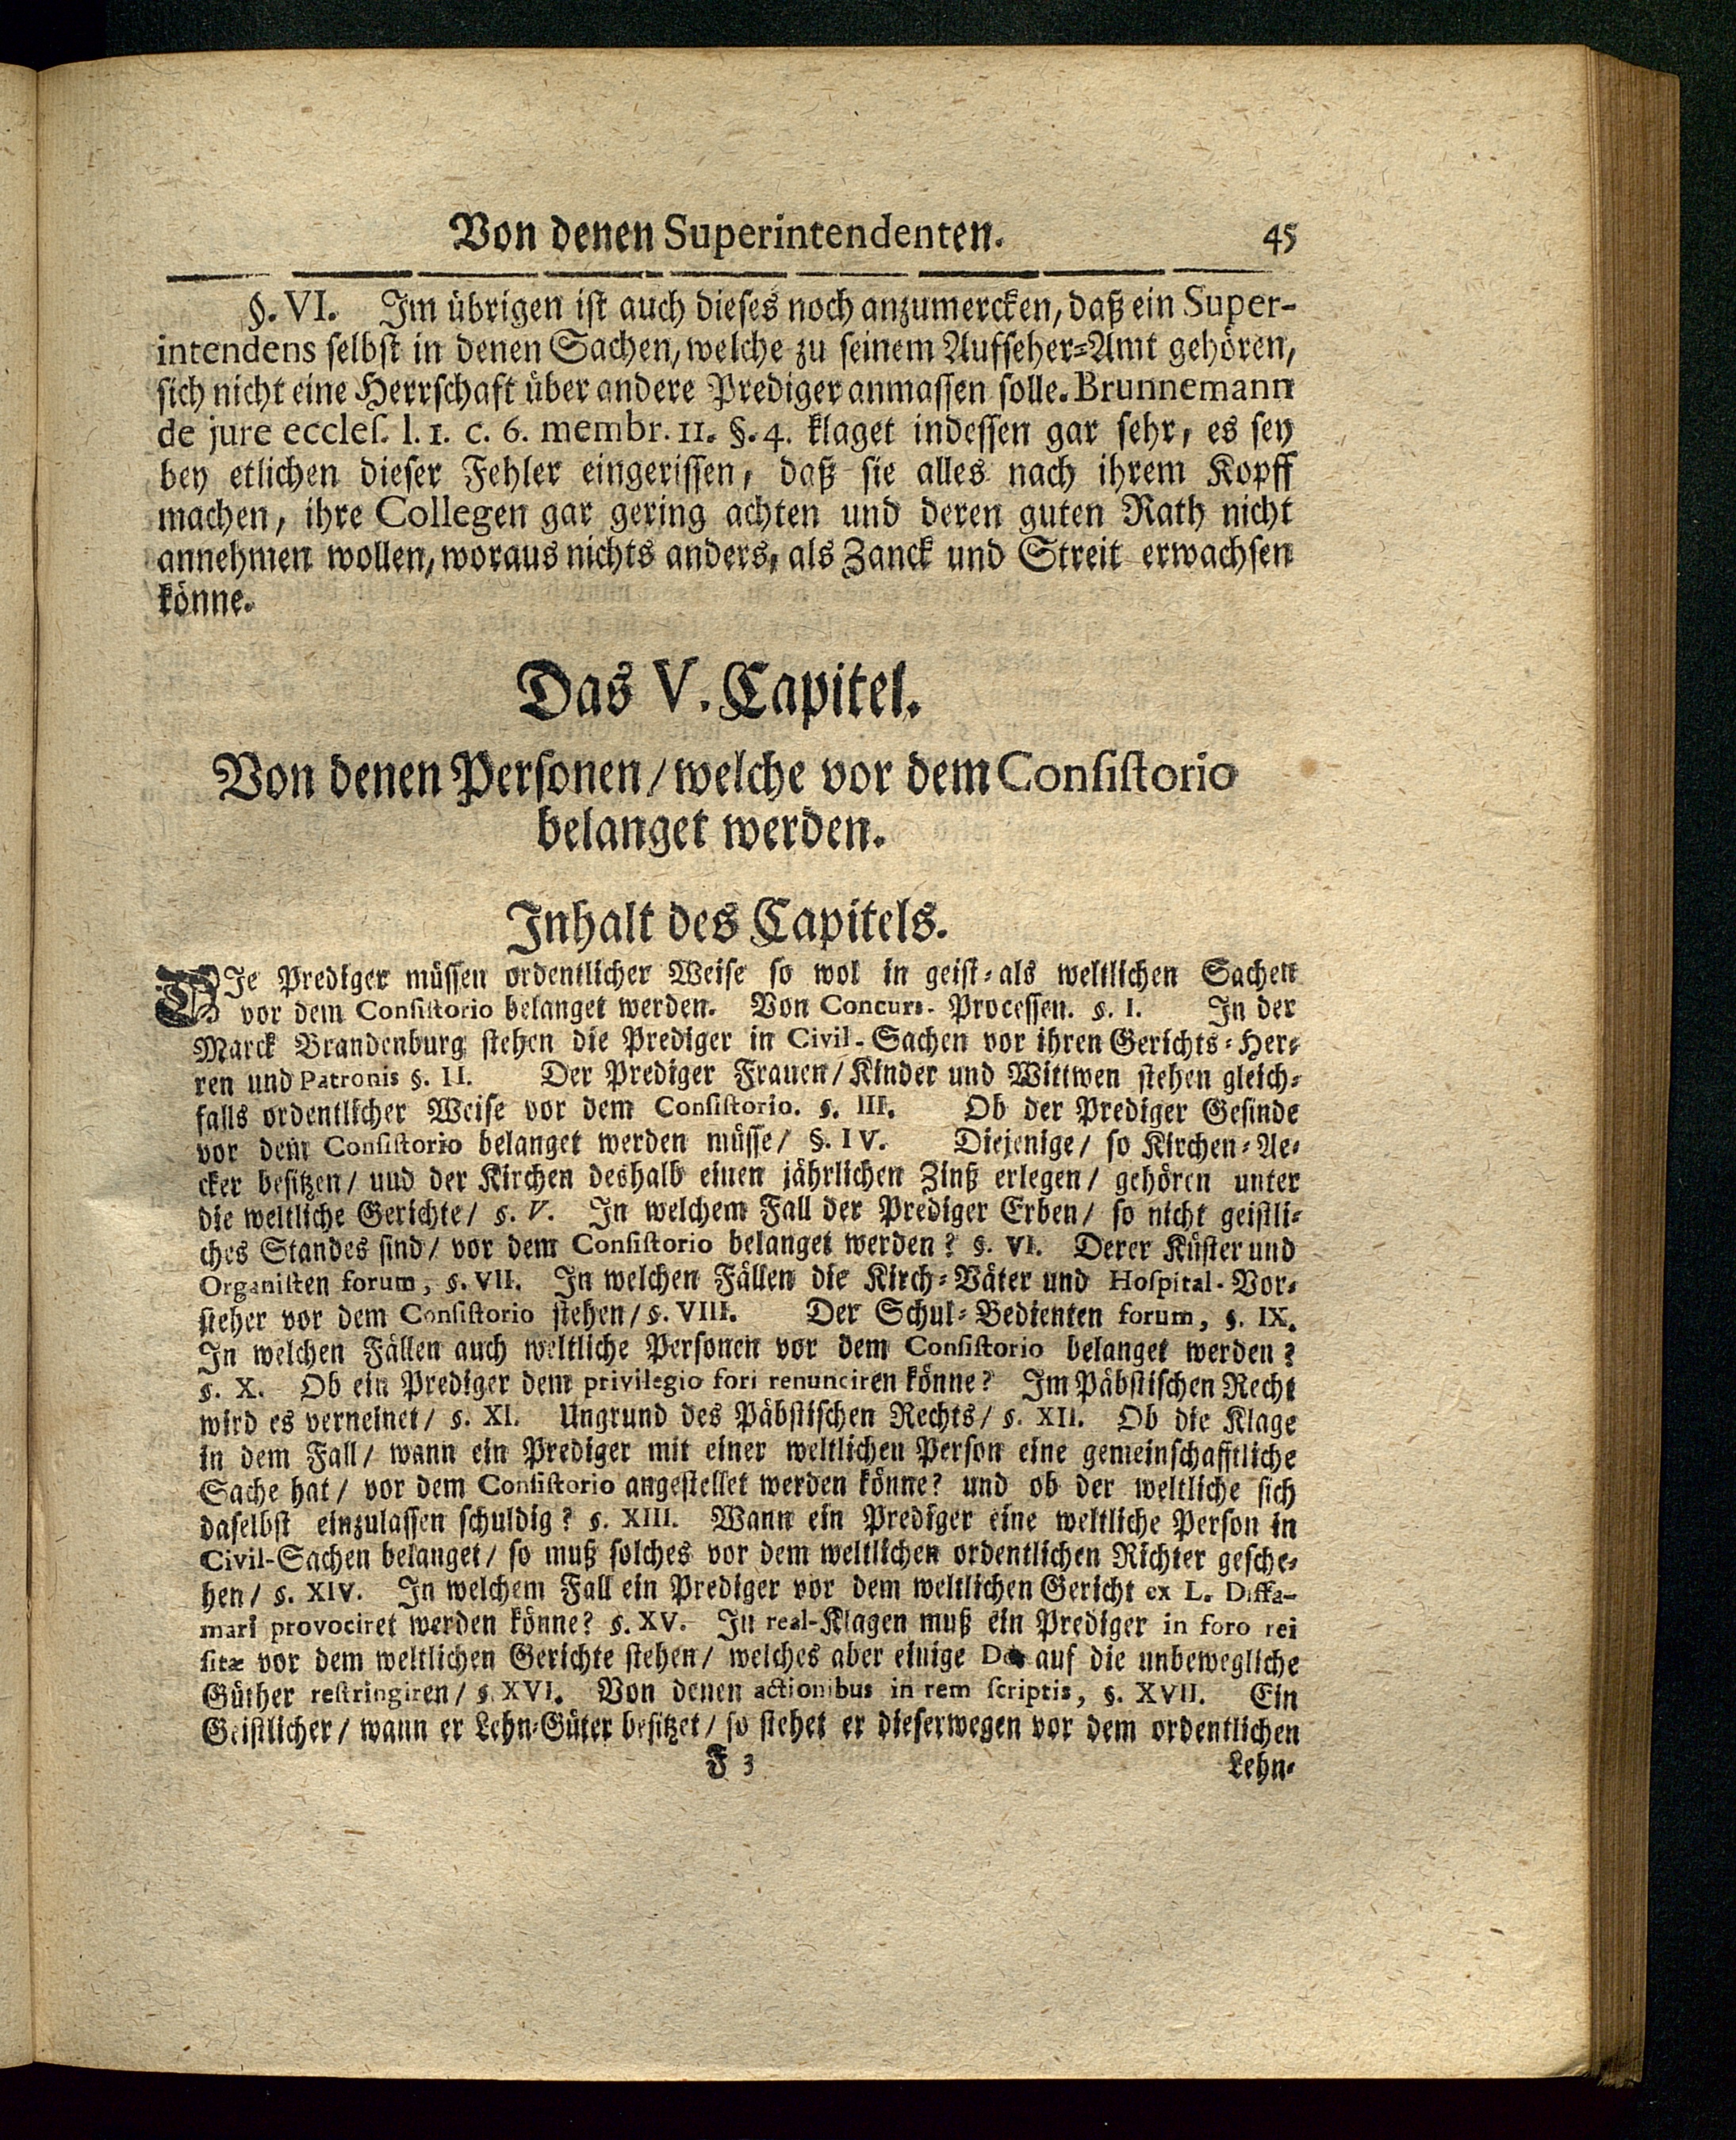 Von denen Superintendenten. 45
§. VI. Im übrigen ist auch dieses noch anzumercken, daß ein Super-
intendens selbst in denen Sachen, welche zu seinem Aufseher-Amt gehören,
sich nicht eine Herrschaft über andere Prediger anmassen solle. Brunnemann
de jure eccles. l. 1. c. 6. membr. 11. §. 4. klaget indessen gar sehr, es sey
bey etlichen dieser Fehler eingerissen, daß sie alles nach ihrem Kopff
machen, ihre Collegen gar gering achten und deren guten Rath nicht
annehmen wollen, woraus nichts anders, als Zanck und Streit erwachsen
könne.
Das V. Capitel.
Von denen Personen/ welche vor dem Consistorio
belanget werden.
Inhalt des Capitels.
DIe Prediger müssen ordentlicher Weise so wol in geist- als weltlichen Sachen
vor dem Consistorio belanget werden. Von Concurs-Processen. §. I. In der
Marck Brandenburg stehen die Prediger in Civil-Sachen vor ihren Gerichts-Her-
ren und Patronis §. II. Der Prediger Frauen/ Kinder und Wittwen stehen gleich-
falls ordentlicher Weise vor dem Consistorio. §. III. Ob der Prediger Gesinde
vor dem Consistorio belanget werden müsse/ §. IV. Diejenige/ so Kirchen-Ae-
cker besitzen/ und der Kirchen deshalb einen jährlichen Zinß erlegen/ gehören unter
die weltliche Gerichte/ §. V. In welchem Fall der Prediger Erben/ so nicht geistli-
ches Standes sind/ vor dem Consistorio belanget werden? §. VI. Derer Küster und
Organisten forum, §. VII. In welchen Fällen die Kirch-Väter und Hospital-Vor-
steher vor dem Consistorio stehen/ §. VIII. Der Schul-Bedienten forum, §. IX.
In welchen Fällen auch weltliche Personen vor dem Consistorio belanget werden?
§. X. Ob ein Prediger dem privilegio fori renunciren könne? Im Päbstischen Recht
wird es verneinet/ §. XI. Ungrund des Päbstischen Rechts/ §. XII. Ob die Klage
in dem Fall/ wann ein Prediger mit einer weltlichen Person eine gemeinschafftliche
Sache hat/ vor dem Consistorio angestellet werden könne? und ob der weltliche sich
daselbst einzulassen schuldig? §. XIII. Wann ein Prediger eine weltliche Person in
Civil-Sachen belanget/ so muß solches vor dem weltlichen ordentlichen Richter gesche-
hen/ §. XIV. In welchem Fall ein Prediger vor dem weltlichen Gericht ex L. Diffa-
mari provociret werden könne? §. XV. In real-Klagen muß ein Prediger in foro rei
sitæ vor dem weltlichen Gerichte stehen/ welches aber einige auf die unbewegliche
Güther restringiren/ §. XVI. Von denen actionibus in rem scriptis, §. XVII. Ein
Geistlicher/ wann er Lehn-Güter besitzet/ so stehet er dieserwegen vor dem ordentlichen
F 3 Lehn-